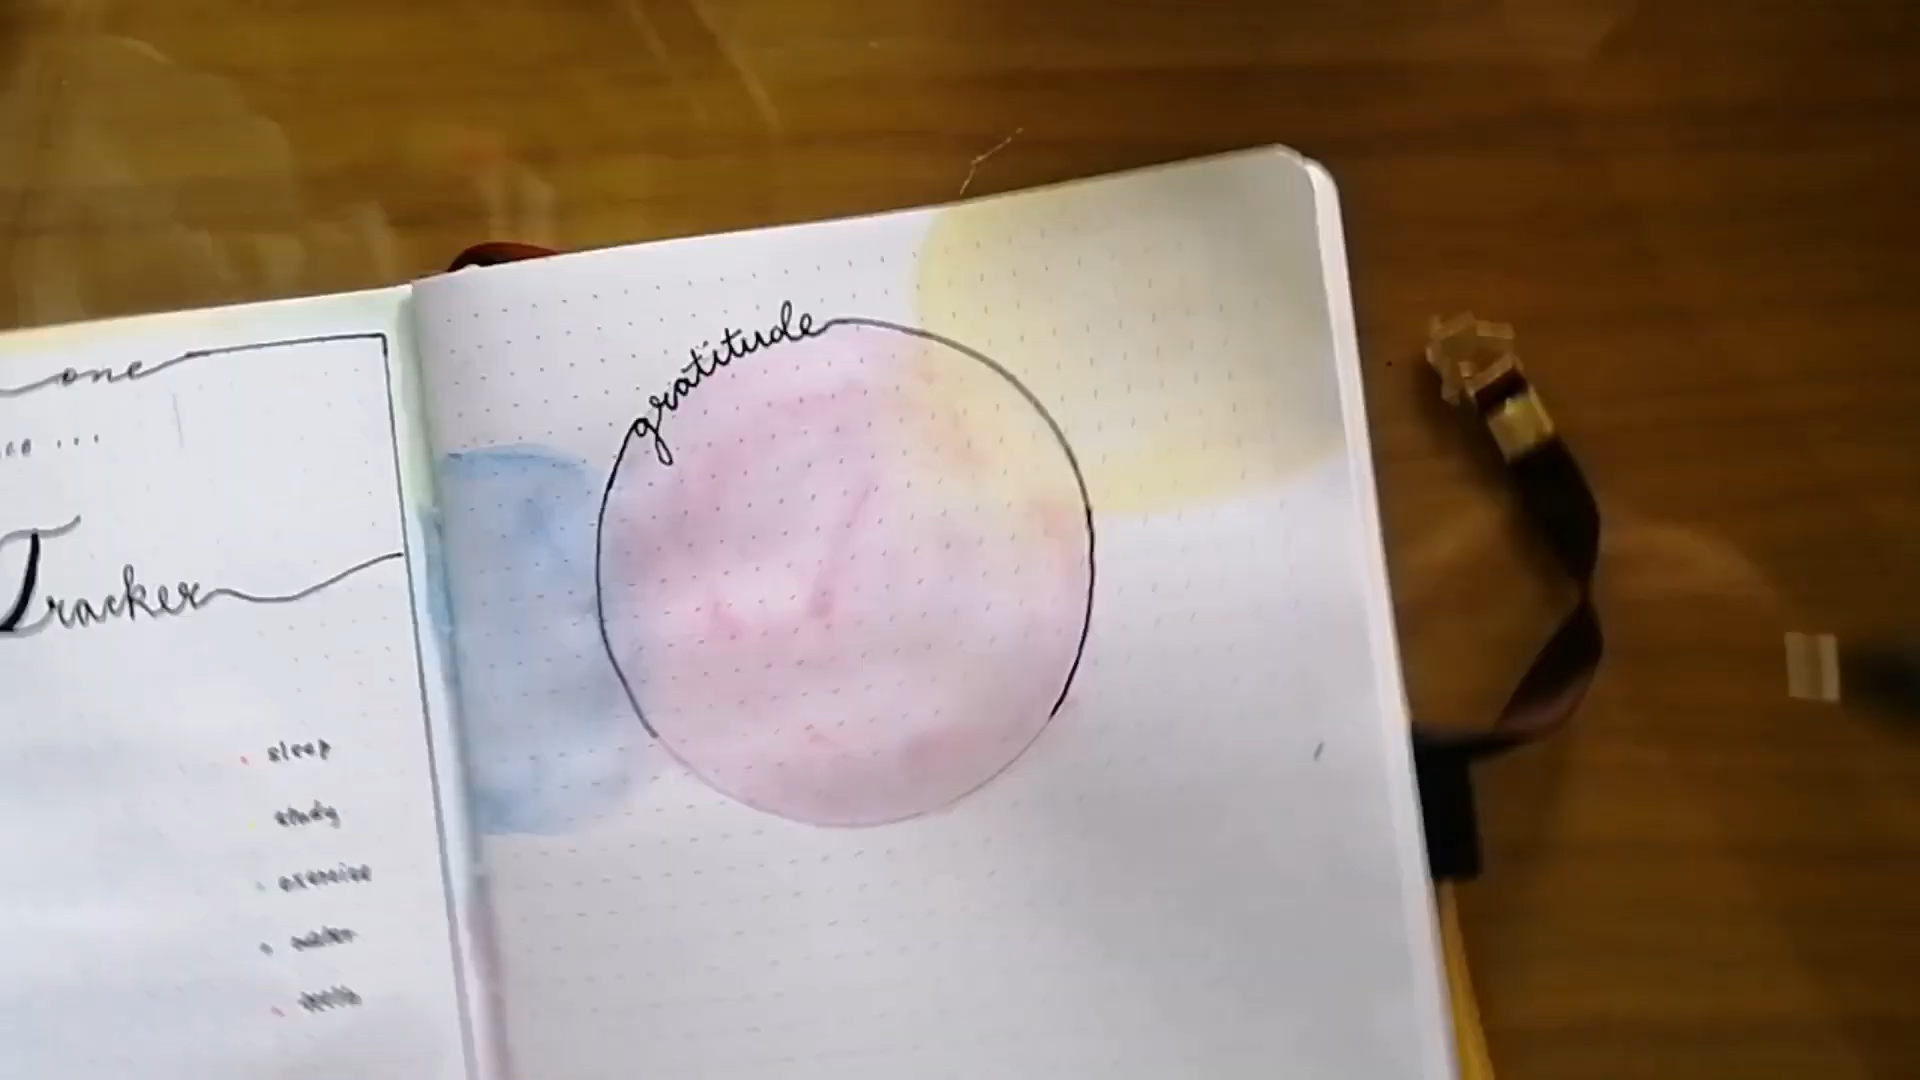 one
Tracker
sleep
study
exercise
water
gratitude